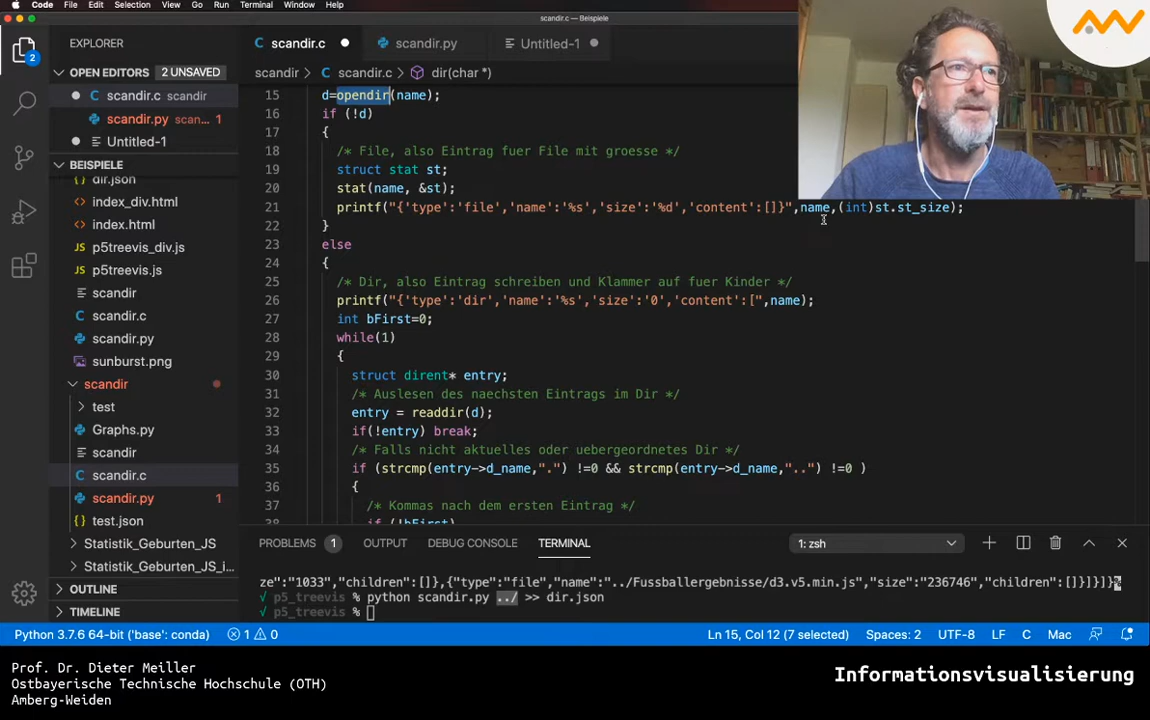 Code File Edit Selection View Go Run Terminal Window Help
scandir.c — Beispiele
2
EXPLORER
OPEN EDITORS 2 UNSAVED
scandir.c scandir
scandir.py scan... 1
Untitled-1
BEISPIELE
dir.json
index_div.html
index.html
p5treevis_div.js
p5treevis.js
scandir
scandir.c
scandir.py
sunburst.png
scandir
test
Graphs.py
scandir
scandir.c
scandir.py 1
test.json
Statistik_Geburten_JS
Statistik_Geburten_JS_i...
OUTLINE
TIMELINE
scandir.c scandir.py Untitled-1
scandir > scandir.c > dir(char *)
15 d=opendir(name);
16 if (!d)
17 {
18 /* File, also Eintrag fuer File mit groesse */
19 struct stat st;
20 stat(name, &st);
21 printf("{'type':'file','name':'%s','size':'%d','content':[]}",name,(int)st.st_size);
22 }
23 else
24 {
25 /* Dir, also Eintrag schreiben und Klammer auf fuer Kinder */
26 printf("{'type':'dir','name':'%s','size':'0','content':[",name);
27 int bFirst=0;
28 while(1)
29 {
30 struct dirent* entry;
31 /* Auslesen des naechsten Eintrags im Dir */
32 entry = readdir(d);
33 if(!entry) break;
34 /* Falls nicht aktuelles oder uebergeordnetes Dir */
35 if (strcmp(entry->d_name,".") !=0 && strcmp(entry->d_name,"..") !=0 )
36 {
37 /* Kommas nach dem ersten Eintrag */
38 if (!bFirst)
PROBLEMS 1 OUTPUT DEBUG CONSOLE TERMINAL 1: zsh
ze":"1033","children":[]},{"type":"file","name":"../Fussballergebnisse/d3.v5.min.js","size":"236746","children":[]}]}]}%
√ p5_treevis % python scandir.py ../ >> dir.json
√ p5_treevis %
Python 3.7.6 64-bit ('base': conda) 1 0 Ln 15, Col 12 (7 selected) Spaces: 2 UTF-8 LF C Mac
Prof. Dr. Dieter Meiller
Ostbayerische Technische Hochschule (OTH)
Amberg-Weiden
Informationsvisualisierung